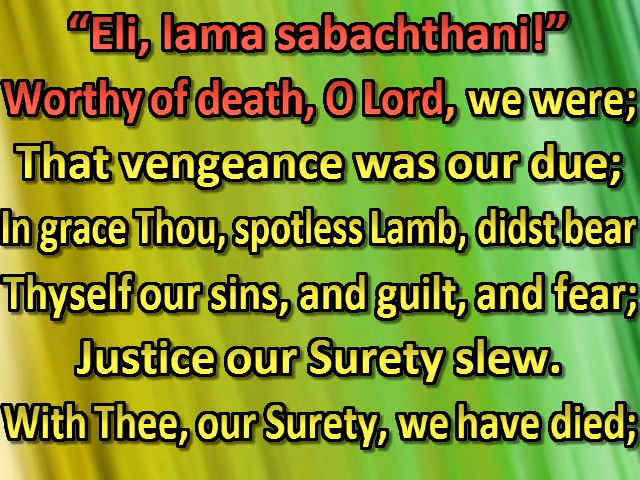 “Eli, lama sabachthani!”
Worthy of death, O Lord, we were;
That vengeance was our due;
In grace Thou, spotless Lamb, didst bear
Thyself our sins, and guilt, and fear;
Justice our Surety slew.
With Thee, our Surety, we have died;